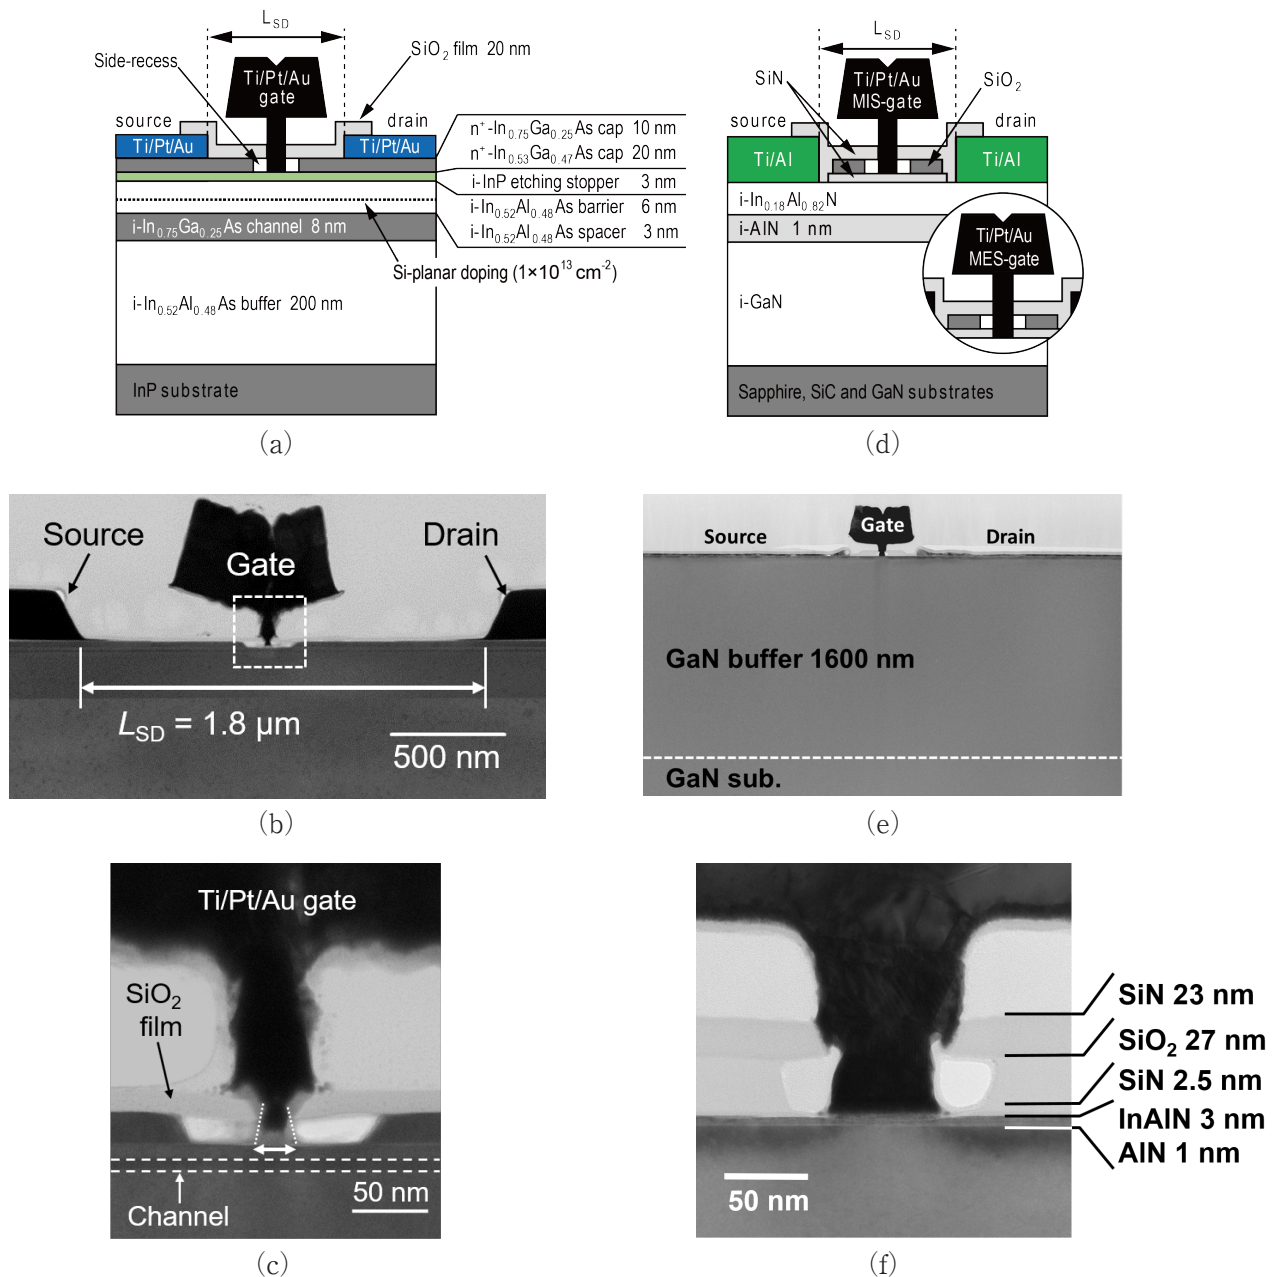 L_SD
Side-recess
Ti/Pt/Au
gate
SiO₂ film 20 nm
source
drain
Ti/Pt/Au
Ti/Pt/Au
n⁺-In₀.₇₅Ga₀.₂₅As cap 10 nm
n⁺-In₀.₅₃Ga₀.₄₇As cap 20 nm
i-InP etching stopper 3 nm
i-In₀.₅₂Al₀.₄₈As barrier 6 nm
i-In₀.₇₅Ga₀.₂₅As channel 8 nm
i-In₀.₅₂Al₀.₄₈As spacer 3 nm
Si-planar doping (1×10¹³ cm⁻²)
i-In₀.₅₂Al₀.₄₈As buffer 200 nm
InP substrate
(a)
L_SD
SiN
Ti/Pt/Au
MIS-gate
SiO₂
source
drain
Ti/Al
Ti/Al
i-In₀.₁₈Al₀.₈₂N
i-AlN 1 nm
Ti/Pt/Au
MES-gate
i-GaN
Sapphire, SiC and GaN substrates
(d)
Source
Drain
Gate
L_SD = 1.8 μm
500 nm
(b)
Source
Gate
Drain
GaN buffer 1600 nm
GaN sub.
(e)
Ti/Pt/Au gate
SiO₂
film
50 nm
Channel
(c)
SiN 23 nm
SiO₂ 27 nm
SiN 2.5 nm
InAlN 3 nm
AlN 1 nm
50 nm
(f)